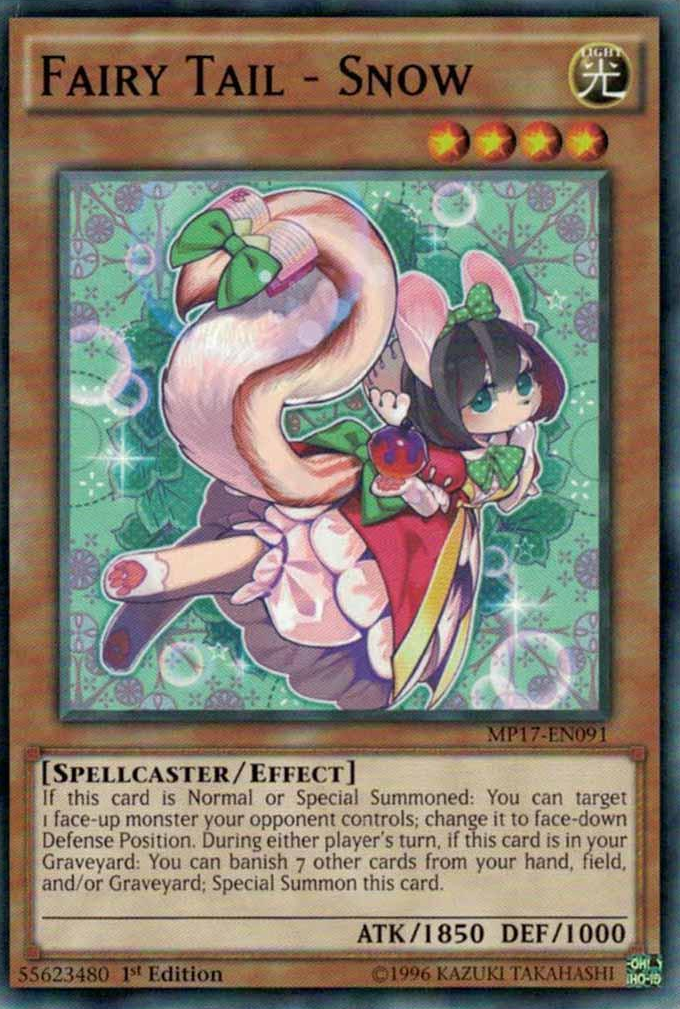 Fairy Tail - Snow
LIGHT
光
MP17-EN091
[Spellcaster/Effect]
If this card is Normal or Special Summoned: You can target
1 face-up monster your opponent controls; change it to face-down
Defense Position. During either player's turn, if this card is in your
Graveyard: You can banish 7 other cards from your hand, field,
and/or Graveyard; Special Summon this card.
ATK/1850 DEF/1000
55623480 1st Edition
©1996 KAZUKI TAKAHASHI